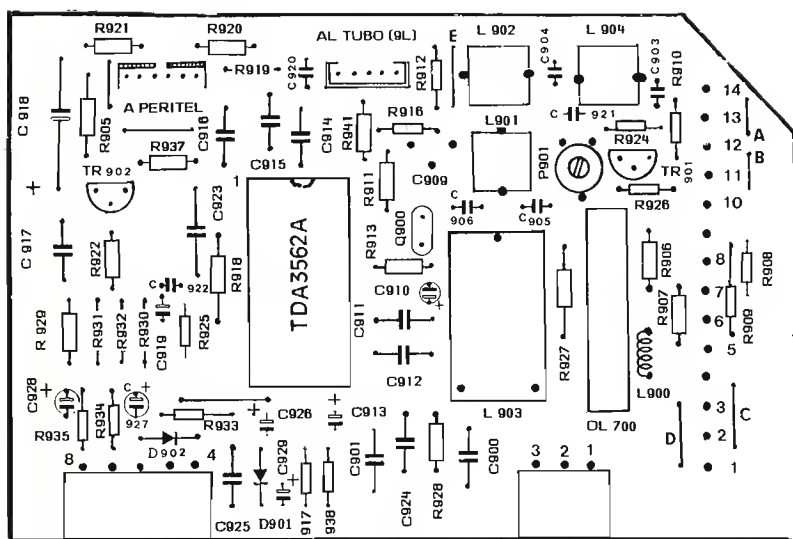 R921
R920
AL TUBO (9L)
E
L 902
C 904
L 904
C 903
R910
C 918
R905
A PERITEL
R919
C920
R912
14
13
A
12
B
11
10
C916
C915
C914
R941
R916
L901
C 921
R924
P901
TR 901
R937
TR 902
C909
R911
C 906
C 905
R926
1
C923
C 917
R922
C 922
R918
TDA3562A
Q900
R913
C910
C911
C912
R906
8
R908
7
R907
6
R909
5
R 929
R931
R932
R930
C919
R925
R927
L900
L 903
DL 700
C928
R935
R934
C 927
R933
D902
C926
C913
3
C
2
D
1
8
4
C925
D901
C929
917
938
C901
C924
R928
C900
3
2
1